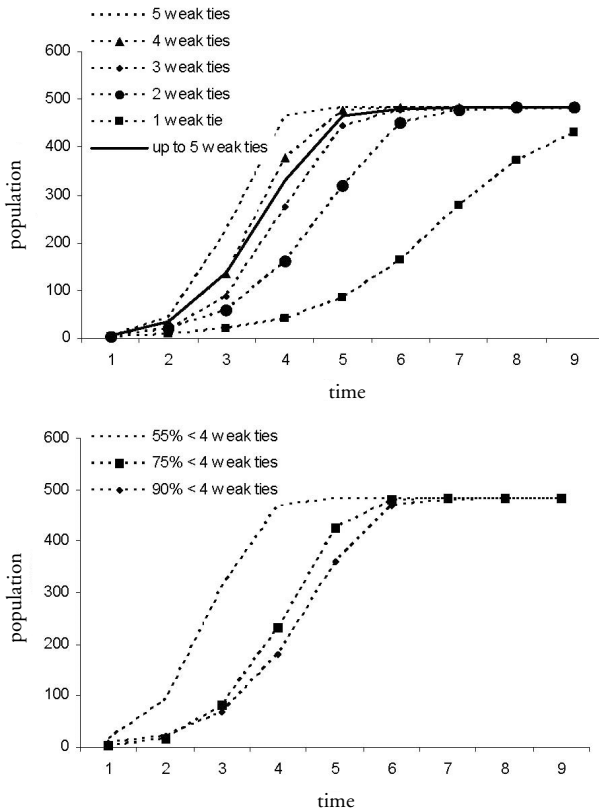 5 weak ties
4 weak ties
3 weak ties
2 weak ties
1 weak tie
up to 5 weak ties
600
500
400
300
200
100
0
population
1 2 3 4 5 6 7 8 9
time
55% < 4 weak ties
75% < 4 weak ties
90% < 4 weak ties
600
500
400
300
200
100
0
population
1 2 3 4 5 6 7 8 9
time